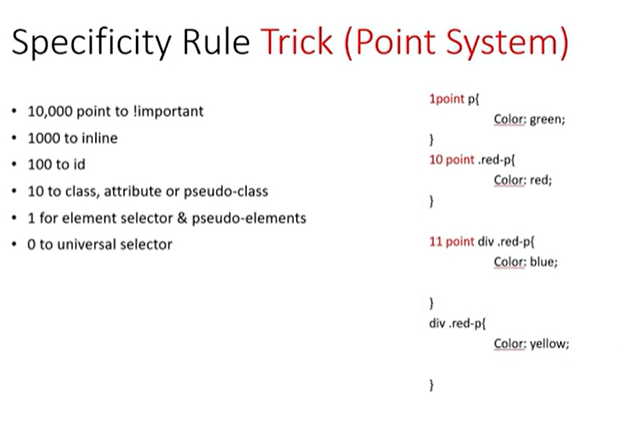 Specificity Rule Trick (Point System)
• 10,000 point to !important
• 1000 to inline
• 100 to id
• 10 to class, attribute or pseudo-class
• 1 for element selector & pseudo-elements
• 0 to universal selector
1point p{
Color: green;
}
10 point .red-p{
Color: red;
}
11 point div .red-p{
Color: blue;
}
div .red-p{
Color: yellow;
}